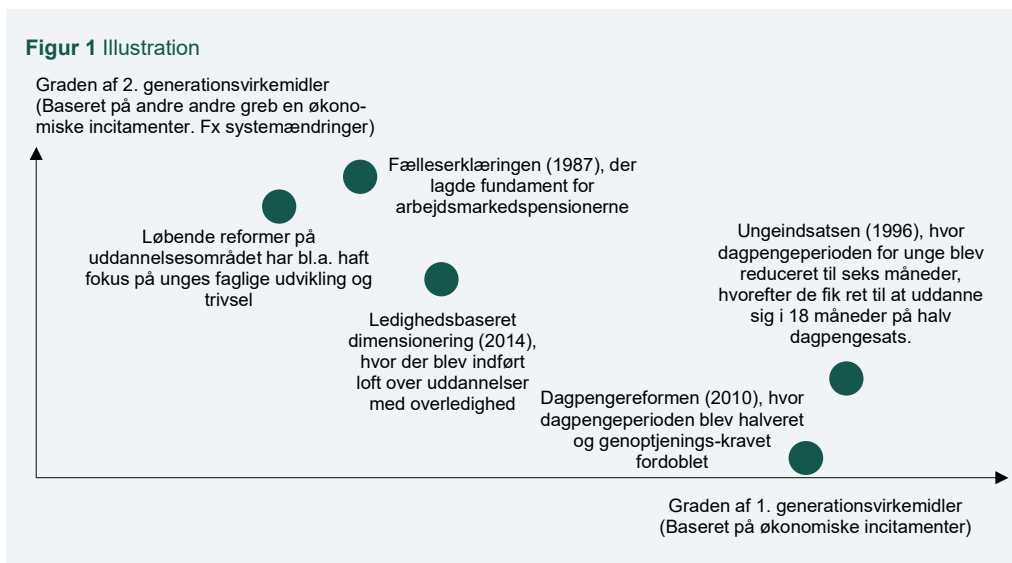 Figur 1 Illustration
Graden af 2. generationsvirkemidler
(Baseret på andre andre greb en økono-
miske incitamenter. Fx systemændringer)
Fælleserklæringen (1987), der
lagde fundament for
arbejdsmarkedspensionerne
Løbende reformer på
uddannelsesområdet har bl.a. haft
fokus på unges faglige udvikling og
trivsel
Ungeindsatsen (1996), hvor
dagpengeperioden for unge blev
reduceret til seks måneder,
hvorefter de fik ret til at uddanne
sig i 18 måneder på halv
dagpengesats.
Ledighedsbaseret
dimensionering (2014),
hvor der blev indført
loft over uddannelser
med overledighed
Dagpengereformen (2010), hvor
dagpengeperioden blev halveret
og genoptjenings-kravet
fordoblet
Graden af 1. generationsvirkemidler
(Baseret på økonomiske incitamenter)